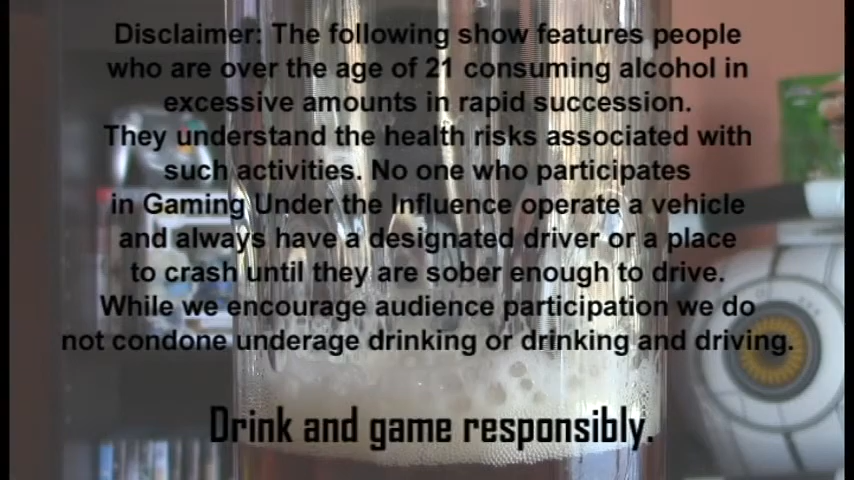 Disclaimer: The following show features people
who are over the age of 21 consuming alcohol in
excessive amounts in rapid succession.
They understand the health risks associated with
such activities. No one who participates
in Gaming Under the Influence operate a vehicle
and always have a designated driver or a place
to crash until they are sober enough to drive.
While we encourage audience participation we do
not condone underage drinking or drinking and driving.
Drink and game responsibly.